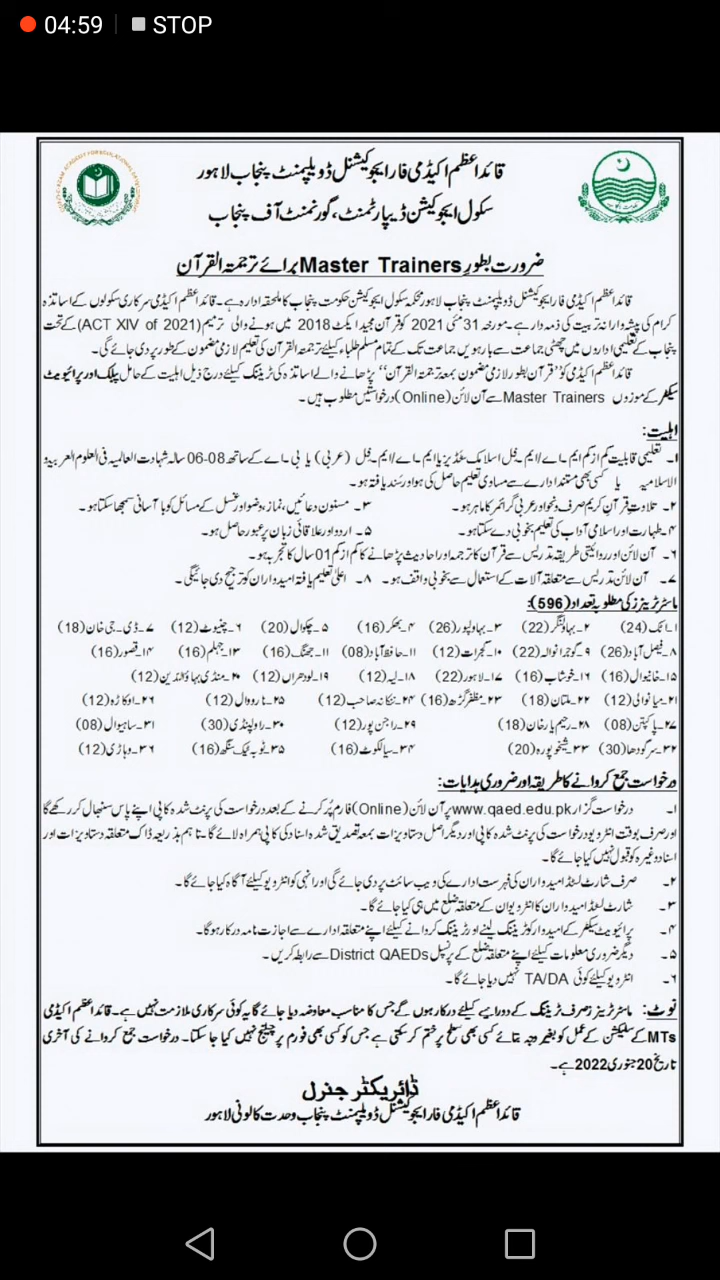 04:59 STOP
قائداعظم اکیڈمی فار ایجوکیشنل ڈویلپمنٹ پنجاب لاہور
سکول ایجوکیشن ڈیپارٹمنٹ، گورنمنٹ آف پنجاب
ضرورت بطور Master Trainers برائے ترجمتہ القرآن
قائداعظم اکیڈمی فار ایجوکیشنل ڈویلپمنٹ پنجاب لاہور محکمہ سکول ایجوکیشن حکومت پنجاب کا ملحقہ ادارہ ہے۔ قائداعظم اکیڈمی سرکاری سکولوں کے اساتذہ
کرام کی پیشہ وارانہ تربیت کی ذمہ دار ہے۔ مورخہ 31 مئی 2021 کو قرآن مجید ایکٹ 2018 میں ہونے والی ترمیم (ACT XIV of 2021) کے تحت
پنجاب کے تعلیمی اداروں میں چھٹی جماعت سے بارہویں جماعت تک کے تمام مسلم طلباء کیلئے ترجمتہ القرآن کی تعلیم لازمی مضمون کے طور پر دی جائے گی۔
قائداعظم اکیڈمی کو "قرآن بطور لازمی مضمون بمعہ ترجمتہ القرآن" پڑھانے والے اساتذہ کی ٹریننگ کیلئے درج ذیل اہلیت کے حامل پبلک اور پرائیویٹ
سیکٹر کے موزوں Master Trainers سے آن لائن (Online) درخواستیں مطلوب ہیں۔
اہلیت:
۱۔ تعلیمی قابلیت کم از کم ایم۔اے/ایم۔فل اسلامک سٹڈیز یا ایم۔اے/ایم۔فل (عربی) یا بی۔اے کے ساتھ 06-08 سالہ شہادت العالمیہ فی العلوم العربیہ و
الاسلامیہ یا کسی بھی مستند ادارے سے مساوی تعلیم حاصل کی ہو اور سند یافتہ ہو۔
۲۔ تلاوت قرآن کریم صرف و نحو اور عربی گرائمر کا ماہر ہو۔ ۳۔ مسنون دعائیں، نماز، وضو اور غسل کے مسائل کو با آسانی سمجھا سکتا ہو۔
۴۔ طہارت اور اسلامی آداب کی تعلیم بخوبی دے سکتا ہو۔ ۵۔ اردو اور علاقائی زبان پر عبور حاصل ہو۔
۶۔ آن لائن اور روایتی طریقہ تدریس سے قرآن کا ترجمہ اور احادیث پڑھانے کا کم از کم 01 سال کا تجربہ ہو۔
۷۔ آن لائن تدریس سے متعلقہ آلات کے استعمال سے بخوبی واقف ہو۔ ۸۔ اعلیٰ تعلیم یافتہ امیدواران کو ترجیح دی جائیگی۔
ماسٹر ٹرینرز کی مطلوبہ تعداد (596):
۱۔ اٹک (24) ۲۔ بہاولنگر (22) ۳۔ بہاولپور (26) ۴۔ بھکر (16) ۵۔ چکوال (20) ۶۔ چنیوٹ (12) ۷۔ ڈی۔جی خان (18)
۸۔ فیصل آباد (26) ۹۔ گوجرانوالہ (22) ۱۰۔ گجرات (12) ۱۱۔ حافظ آباد (08) ۱۱۔ جھنگ (16) ۱۳۔ جہلم (16) ۱۴۔ قصور (16)
۱۵۔ خانیوال (16) ۱۶۔ خوشاب (16) ۱۷۔ لاہور (22) ۱۸۔ لیہ (12) ۱۹۔ لودھراں (12) ۲۰۔ منڈی بہاؤالدین (12)
۲۱۔ میانوالی (12) ۲۲۔ ملتان (18) ۲۳۔ مظفر گڑھ (16) ۲۴۔ ننکانہ صاحب (12) ۲۵۔ نارووال (12) ۲۶۔ اوکاڑہ (12)
۲۷۔ پاکپتن (08) ۲۸۔ رحیم یار خان (18) ۲۹۔ راجن پور (12) ۳۰۔ راولپنڈی (30) ۳۱۔ ساہیوال (08)
۳۲۔ سرگودھا (30) ۳۳۔ شیخوپورہ (20) ۳۴۔ سیالکوٹ (16) ۳۵۔ ٹوبہ ٹیک سنگھ (16) ۳۶۔ وہاڑی (12)
درخواست جمع کروانے کا طریقہ اور ضروری ہدایات:
۱۔ درخواست گزار www.qaed.edu.pk پر آن لائن (Online) فارم پُر کرنے کے بعد درخواست کی پرنٹ شدہ کاپی اپنے پاس سنبھال کر رکھے گا
اور صرف بوقت انٹرویو درخواست کی پرنٹ شدہ کاپی اور دیگر اصل دستاویزات بمعہ تصدیق شدہ اسناد کی کاپی ہمراہ لائے گا۔ تاہم بذریعہ ڈاک متعلقہ دستاویزات اور
اسناد وغیرہ کو قبول نہیں کیا جائے گا۔
۲۔ صرف شارٹ لسٹڈ امیدواران کی فہرست ادارے کی ویب سائٹ پر دی جائے گی اور انہی کو انٹرویو کیلئے آگاہ کیا جائے گا۔
۳۔ شارٹ لسٹڈ امیدواران کا انٹرویو ان کے متعلقہ ضلع میں ہی کیا جائے گا۔
۴۔ پرائیویٹ سیکٹر کے امیدوار کو ٹریننگ لینے اور ٹریننگ کروانے کیلئے اپنے متعلقہ ادارے سے اجازت نامہ درکار ہوگا۔
۵۔ دیگر ضروری معلومات کیلئے اپنے متعلقہ ضلع کے پرنسپل District QAEDs سے رابطہ کریں۔
۶۔ انٹرویو کیلئے کوئی TA/DA نہیں دیا جائے گا۔
نوٹ: ماسٹر ٹرینرز صرف ٹریننگ کے دورانیے کیلئے درکار ہوں گے جس کا مناسب معاوضہ دیا جائے گا یہ کوئی سرکاری ملازمت نہیں ہے۔ قائداعظم اکیڈمی
MTs کے سلیکشن کے عمل کو بغیر وجہ بتائے کسی بھی سطح پر ختم کر سکتی ہے جس کو کسی بھی فورم پر چیلنج نہیں کیا جا سکتا۔ درخواست جمع کروانے کی آخری
تاریخ 20 جنوری 2022 ہے۔
ڈائریکٹر جنرل
قائداعظم اکیڈمی فار ایجوکیشنل ڈویلپمنٹ پنجاب وحدت کالونی لاہور